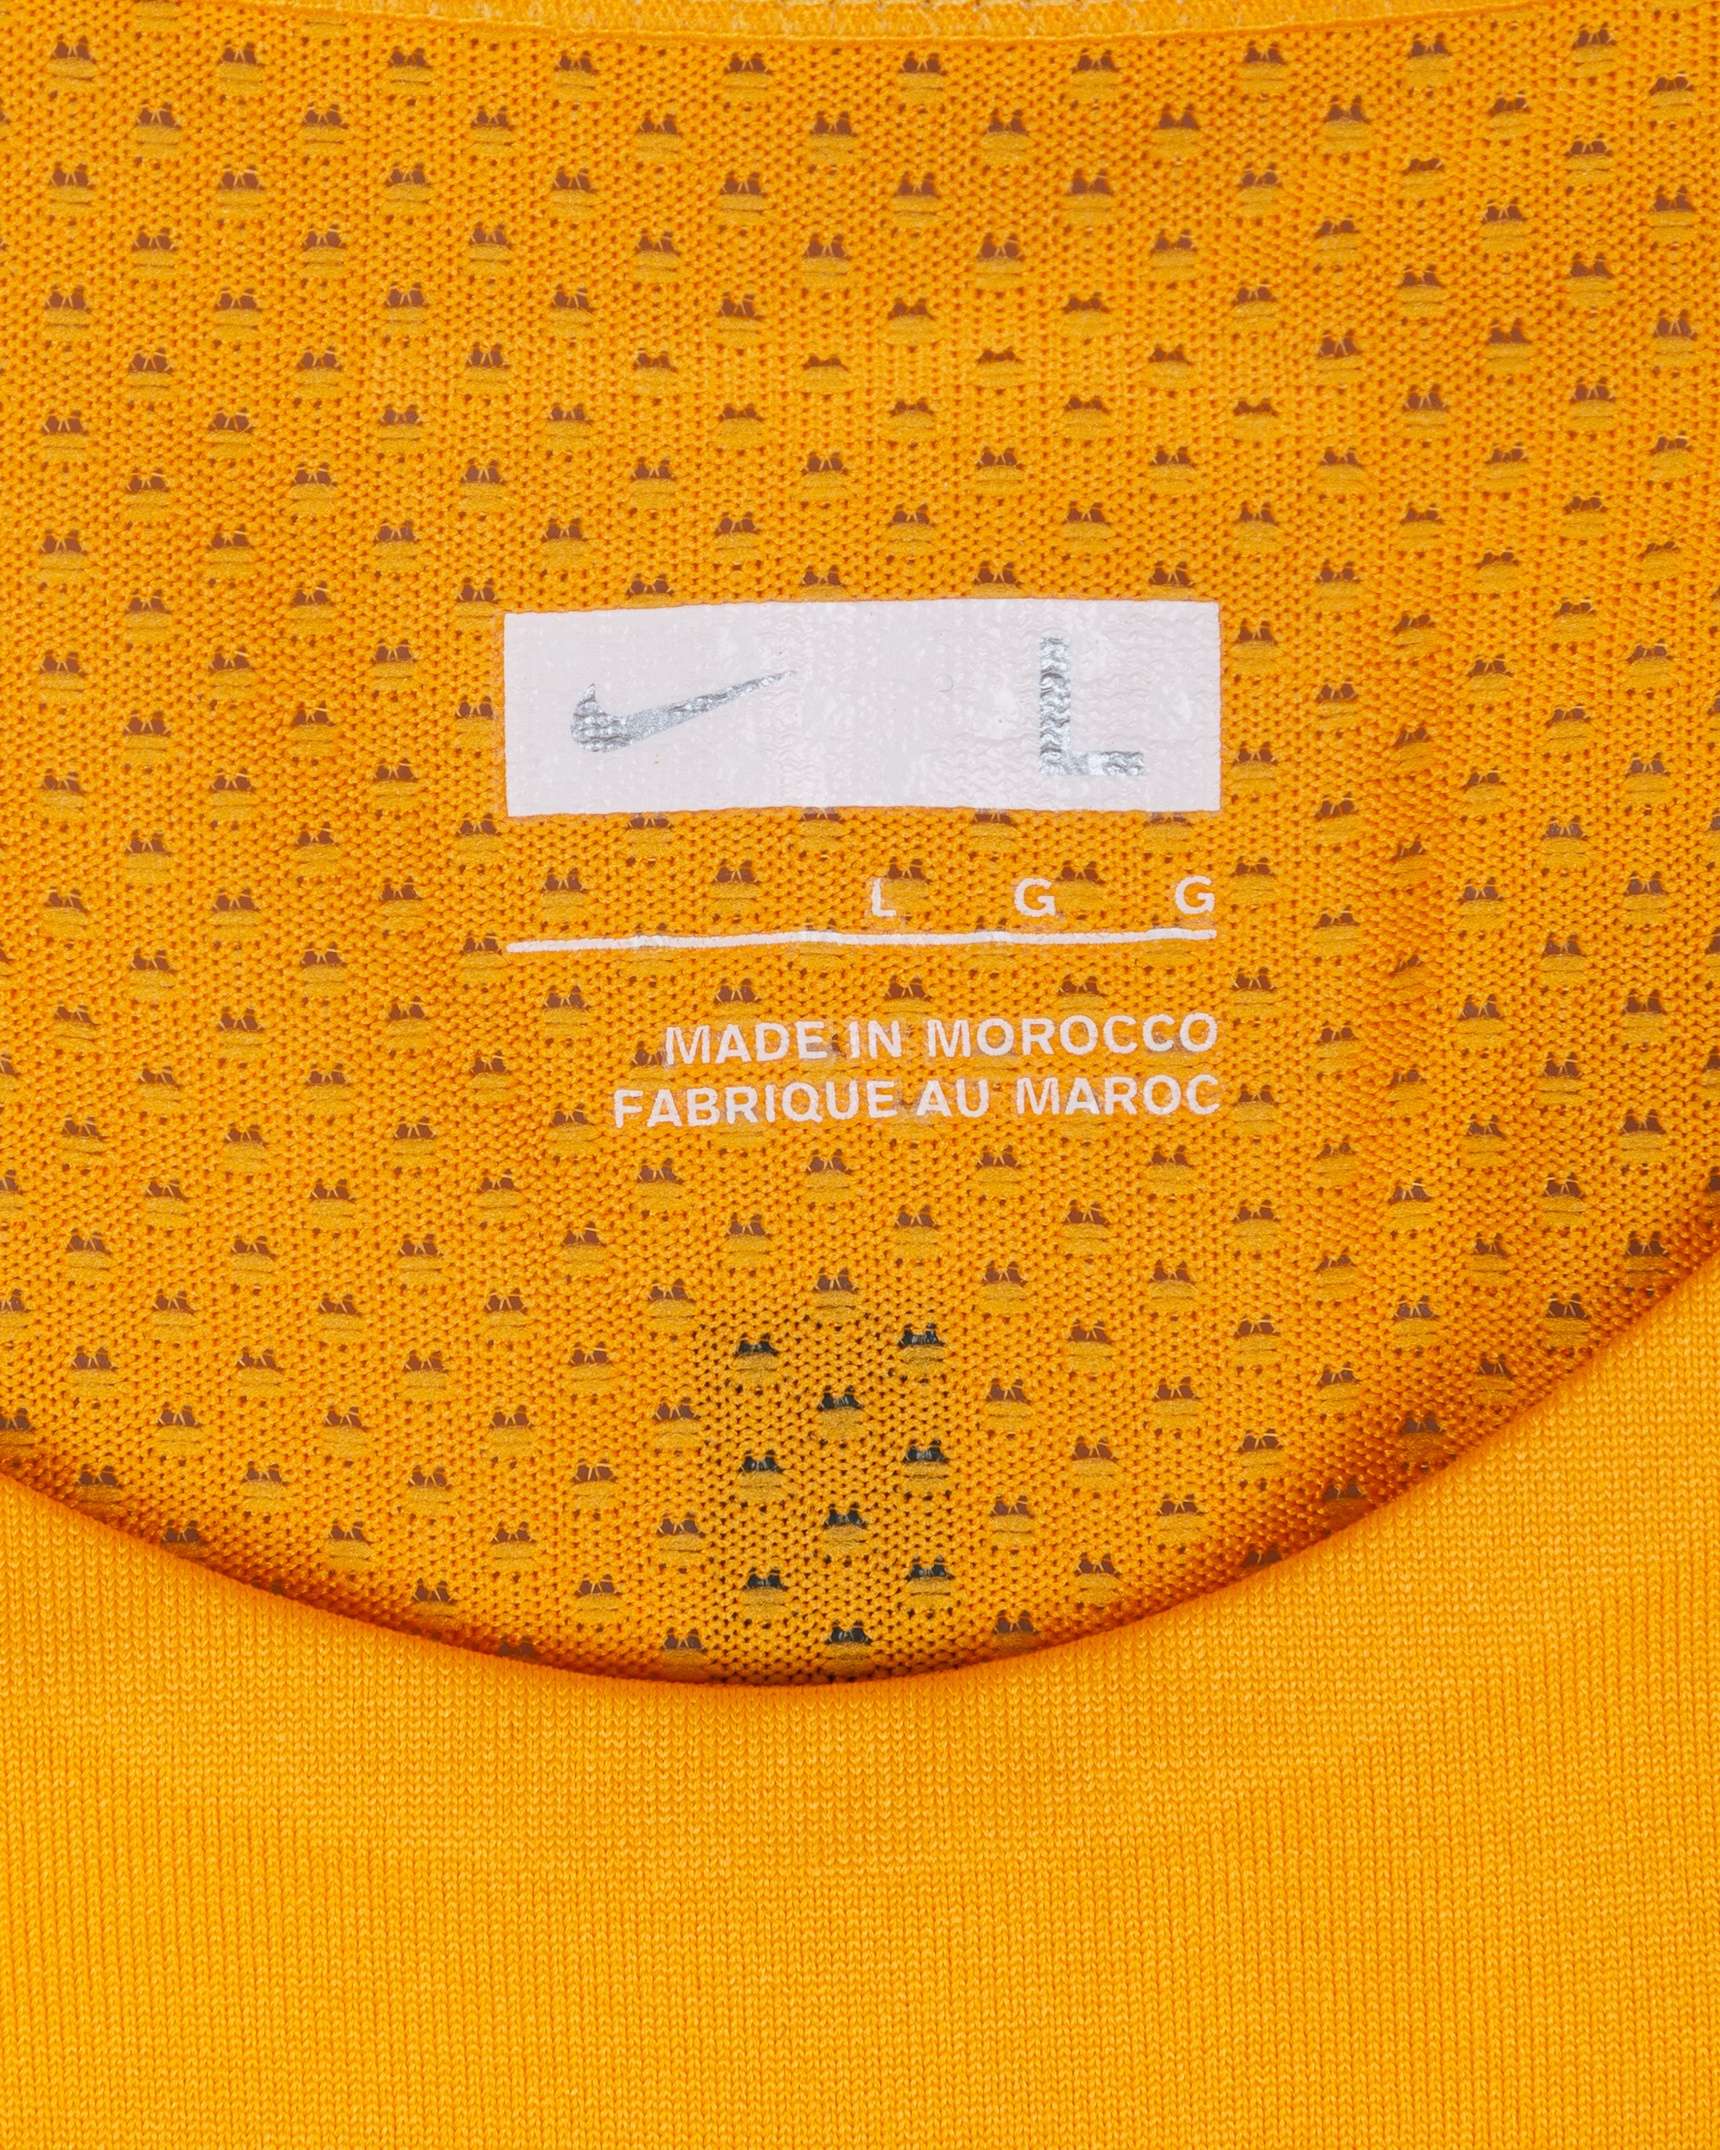 L
L G G
MADE IN MOROCCO
FABRIQUE AU MAROC